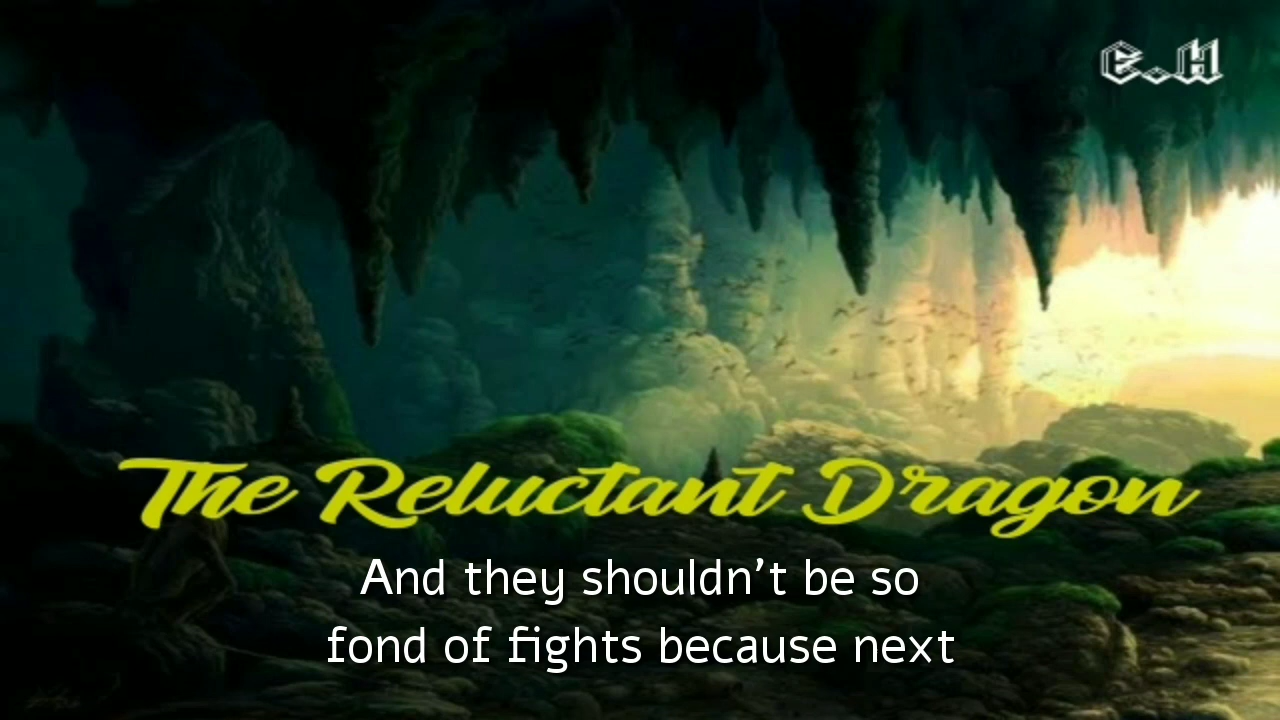 E.H
The Reluctant Dragon
And they shouldn't be so
fond of fights because next